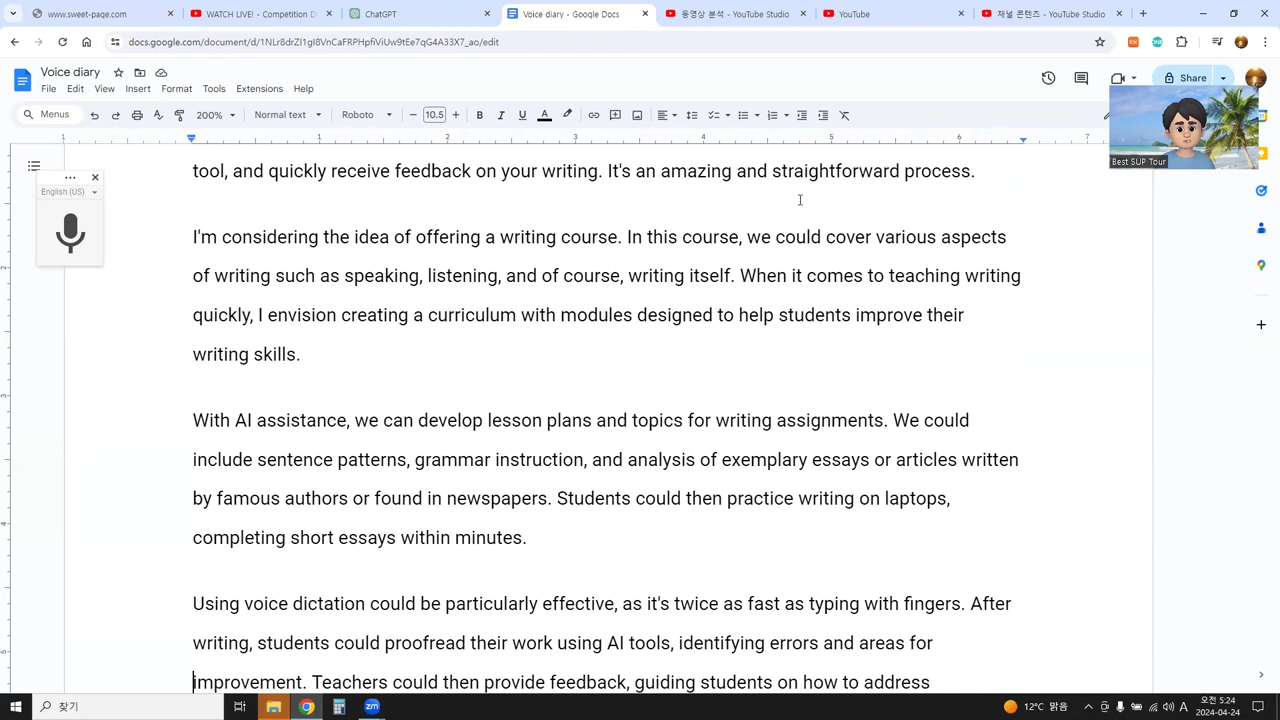 www.sweet-page.com
WATCH LIVE! - Competition D
ChatGPT
Voice diary - Google Docs
동영상 분석 - YouTube Studio
YouTube
채널 콘텐츠 - YouTube Studio
docs.google.com/document/d/1NLr8drZI1gI8VnCaFRPHpfiViUw9tEe7qG4A33X7_ao/edit
Voice diary
File Edit View Insert Format Tools Extensions Help
Share
Menus
200%
Normal text
Roboto
10.5
B I U A
1 1 2 3 4 5 6 7
Best SUP Tour
English (US)
tool, and quickly receive feedback on your writing. It's an amazing and straightforward process.
I'm considering the idea of offering a writing course. In this course, we could cover various aspects
of writing such as speaking, listening, and of course, writing itself. When it comes to teaching writing
quickly, I envision creating a curriculum with modules designed to help students improve their
writing skills.
With AI assistance, we can develop lesson plans and topics for writing assignments. We could
include sentence patterns, grammar instruction, and analysis of exemplary essays or articles written
by famous authors or found in newspapers. Students could then practice writing on laptops,
completing short essays within minutes.
Using voice dictation could be particularly effective, as it's twice as fast as typing with fingers. After
writing, students could proofread their work using AI tools, identifying errors and areas for
improvement. Teachers could then provide feedback, guiding students on how to address
찾기
12℃ 맑음
A
오전 5:24
2024-04-24